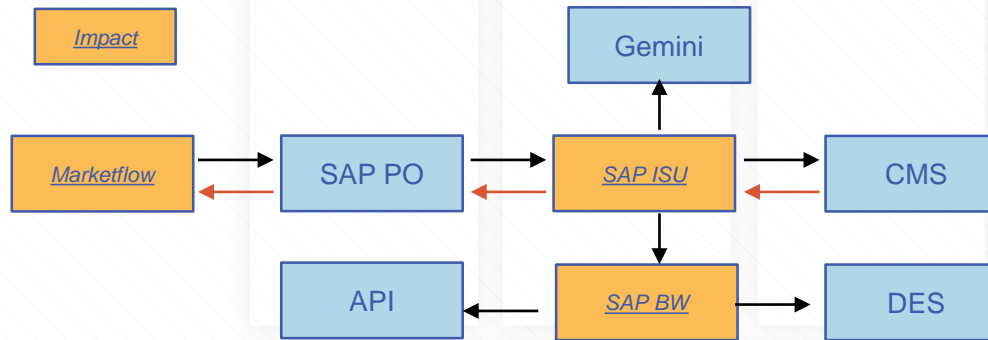 Impact
Gemini
Marketflow
SAP PO
SAP ISU
CMS
API
SAP BW
DES